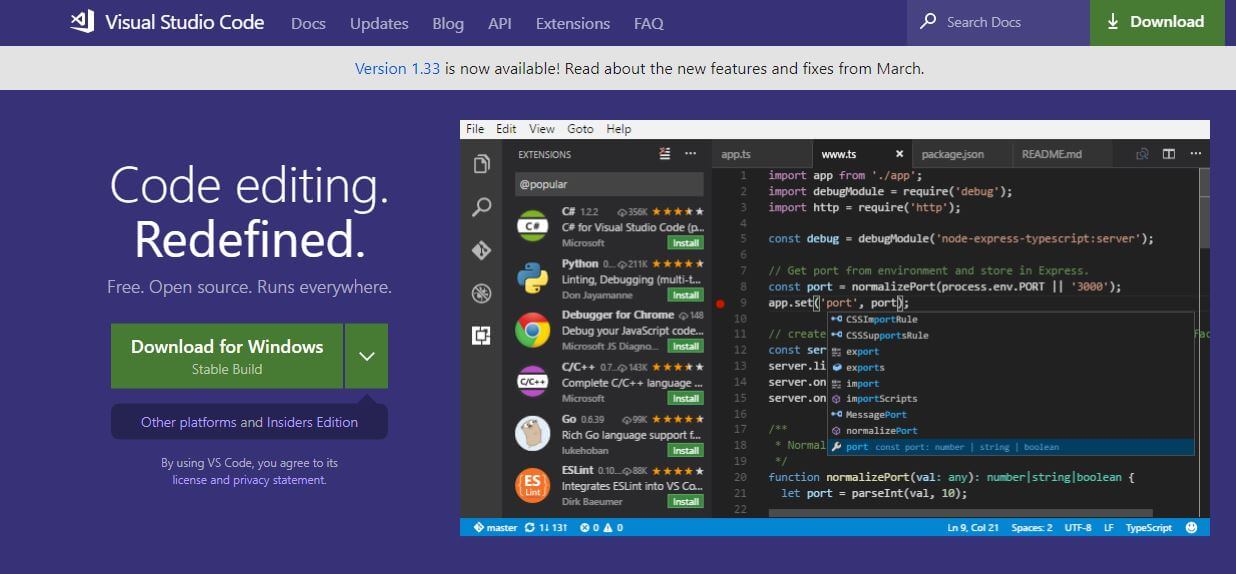 Visual Studio Code Docs Updates Blog API Extensions FAQ Search Docs Download
Version 1.33 is now available! Read about the new features and fixes from March.
Code editing.
Redefined.
Free. Open source. Runs everywhere.
Download for Windows
Stable Build
Other platforms and Insiders Edition
By using VS Code, you agree to its
license and privacy statement.
File Edit View Goto Help
EXTENSIONS
@popular
C# 1.2.2 356K
C# for Visual Studio Code (p...
Microsoft Install
Python 0... 211K
Linting, Debugging (multi-t...
Don Jayamanne Install
Debugger for Chrome 148
Debug your JavaScript code...
Microsoft JS Diagno... Install
C/C++ 0.7... 143K
Complete C/C++ language ...
Microsoft Install
Go 0.6.39 99K
Rich Go language support f...
lukehoban Install
ESLint 0.10... 88K
Integrates ESLint into VS Co...
Dirk Baeumer Install
C#
C/C++
ES
Lint
app.ts www.ts package.json README.md
1 import app from './app';
2 import debugModule = require('debug');
3 import http = require('http');
4
5 const debug = debugModule('node-express-typescript:server');
6
7 // Get port from environment and store in Express.
8 const port = normalizePort(process.env.PORT || '3000');
9 app.set('port', port);
10
11 // create
12 const ser
13 server.li
14 server.on
15 server.on
16
17 /**
18 * Normal
19 */
20 function normalizePort(val: any): number|string|boolean {
21 let port = parseInt(val, 10);
22
CSSImportRule
CSSSupportsRule
export
exports
import
importScripts
MessagePort
normalizePort
port const port: number | string | boolean
master 1↓ 13↑ 0 0 Ln 9, Col 21 Spaces: 2 UTF-8 LF TypeScript